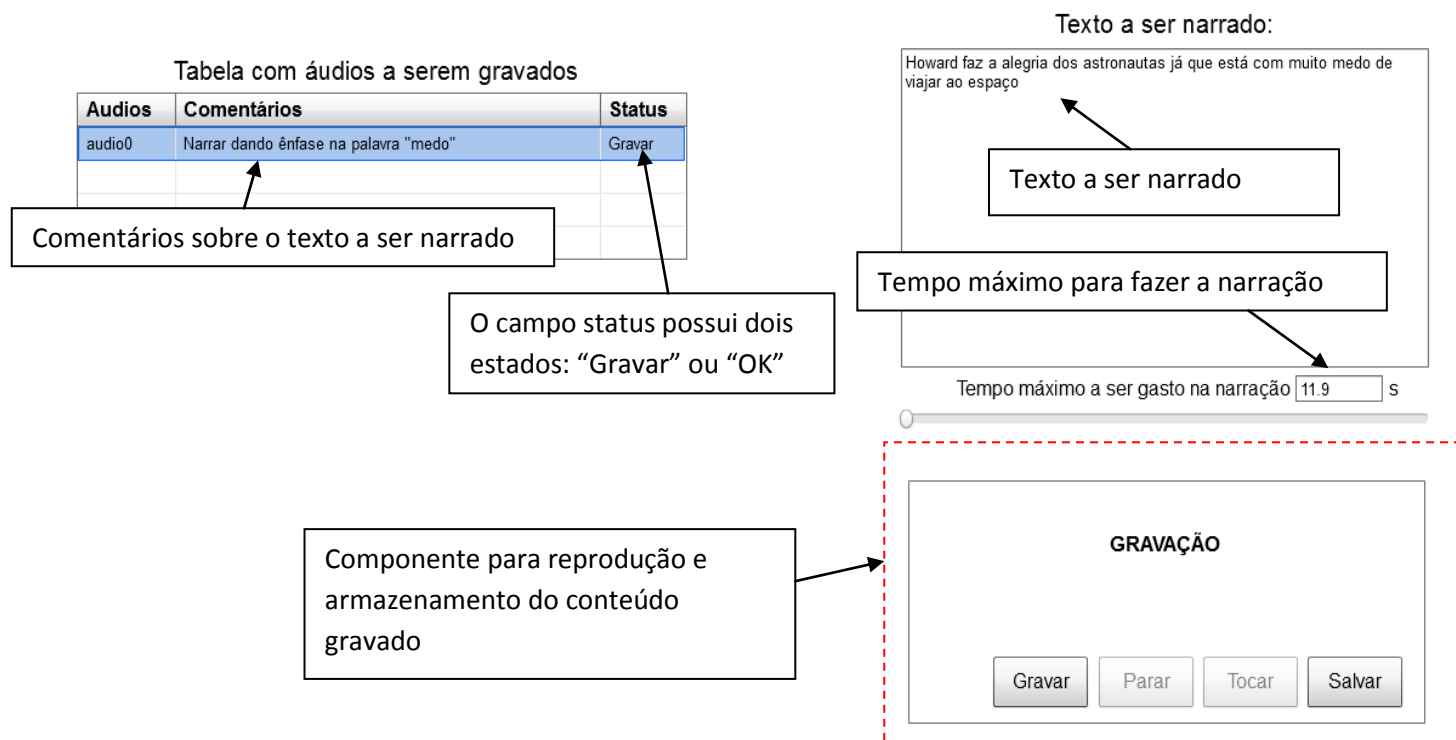 Tabela com áudios a serem gravados
Audios Comentários Status
audio0 Narrar dando ênfase na palavra "medo" Gravar
Comentários sobre o texto a ser narrado
O campo status possui dois
estados: “Gravar” ou “OK”
Texto a ser narrado:
Howard faz a alegria dos astronautas já que está com muito medo de
viajar ao espaço
Texto a ser narrado
Tempo máximo para fazer a narração
Tempo máximo a ser gasto na narração 11.9 s
Componente para reprodução e
armazenamento do conteúdo
gravado
GRAVAÇÃO
Gravar Parar Tocar Salvar